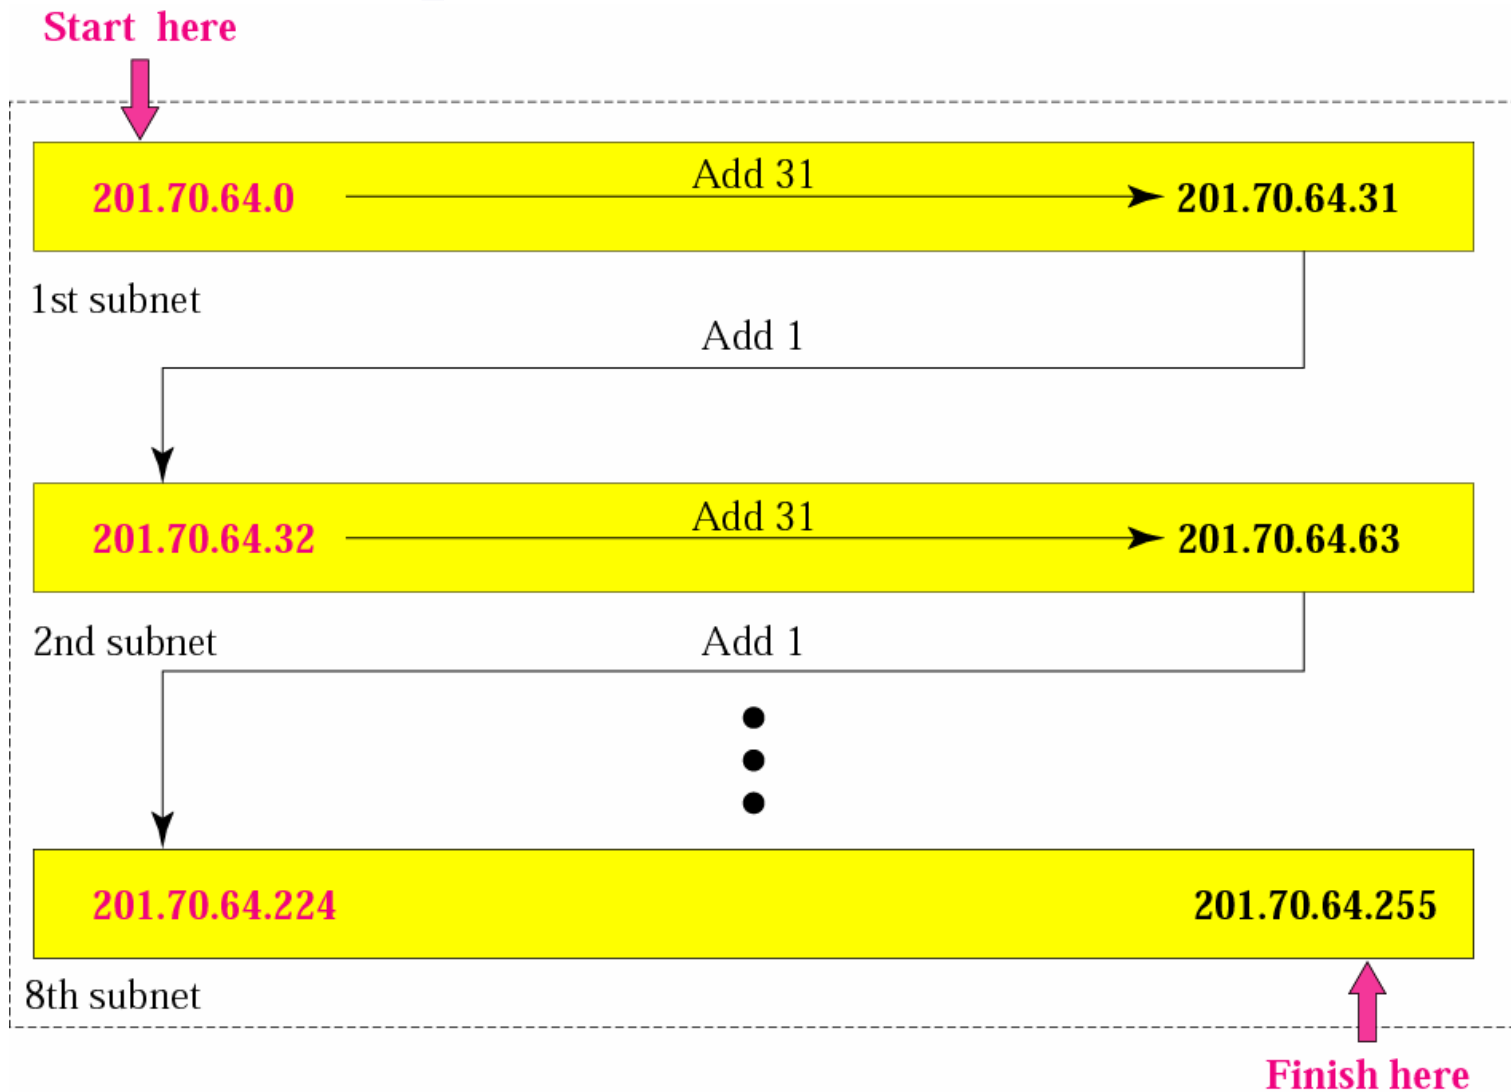 Start here
Add 31
201.70.64.0
201.70.64.31
1st subnet
Add 1
Add 31
201.70.64.32
201.70.64.63
2nd subnet
Add 1
201.70.64.224
201.70.64.255
8th subnet
Finish here